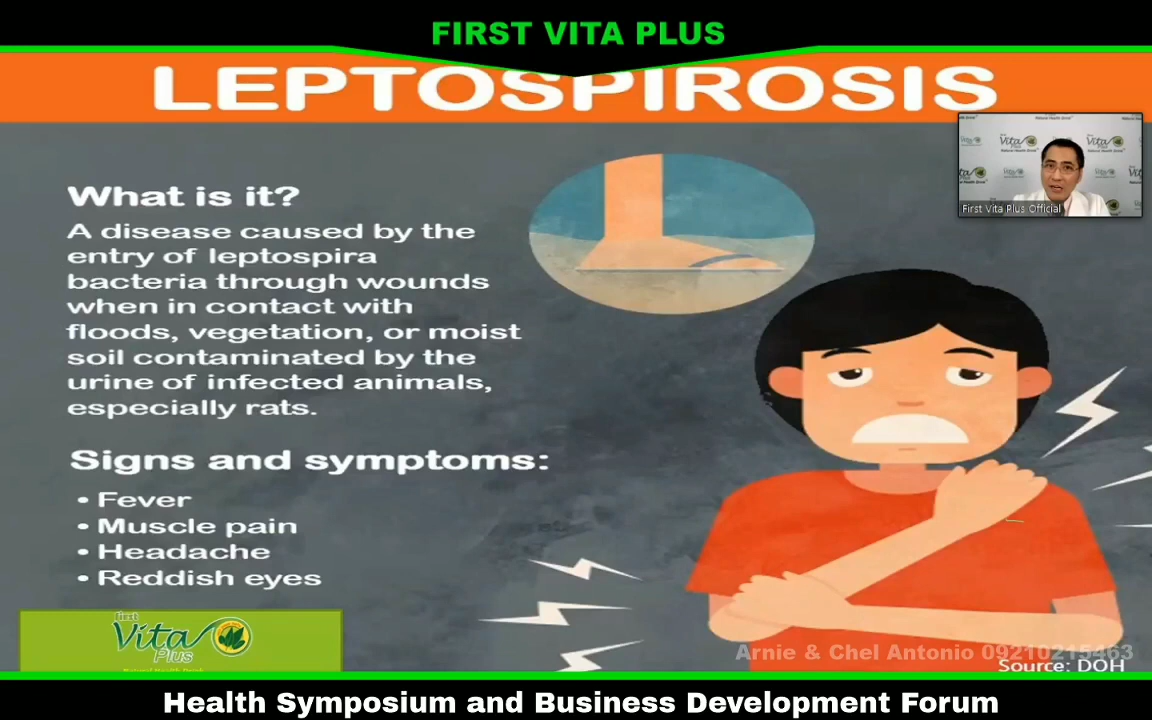 FIRST VITA PLUS
LEPTOSPIROSIS
First Vita Plus Official
What is it?
A disease caused by the
entry of leptospira
bacteria through wounds
when in contact with
floods, vegetation, or moist
soil contaminated by the
urine of infected animals,
especially rats.
Signs and symptoms:
• Fever
• Muscle pain
• Headache
• Reddish eyes
First
Vita
Plus
Arnie & Chel Antonio 09210215463
Source: DOH
Health Symposium and Business Development Forum